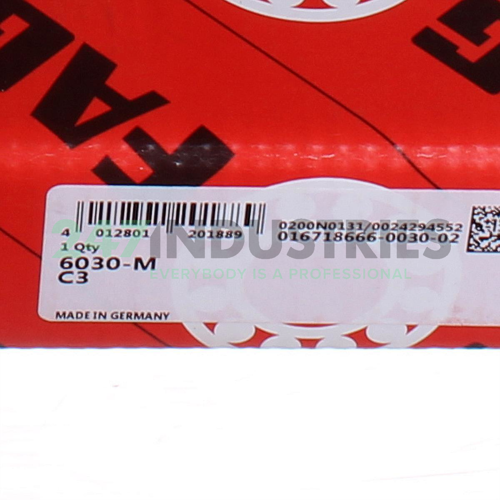 FAG
4 012801 201889
1 Qty
6030-M
C3
0200N0131/0024294552
016718666-0030-02
247INDUSTRIES
EVERYBODY IS A PROFESSIONAL
MADE IN GERMANY